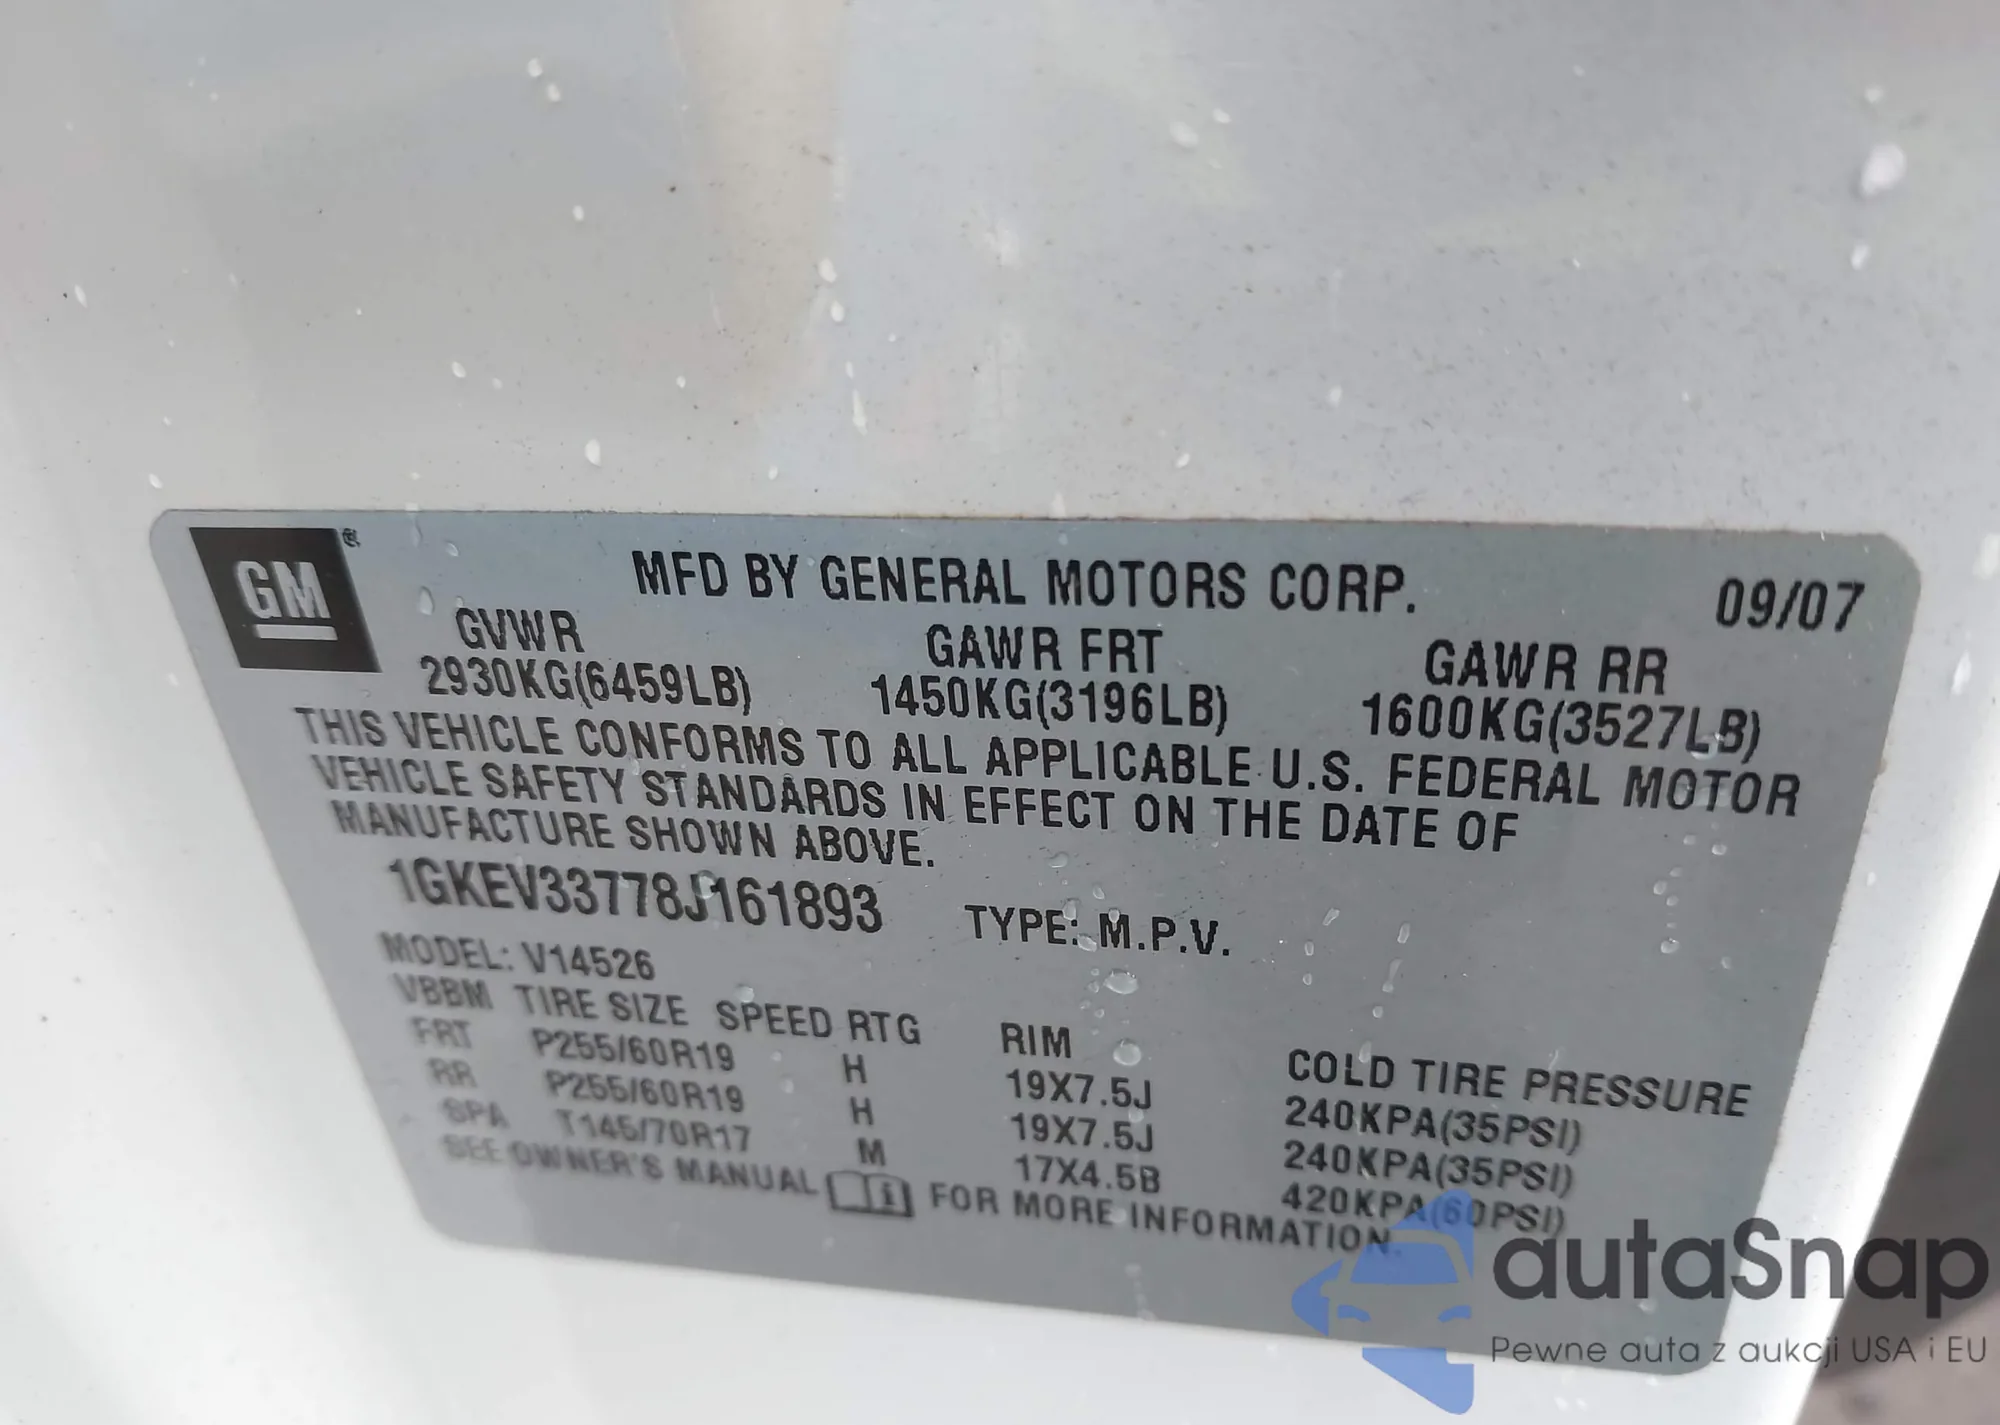 GM ®
MFD BY GENERAL MOTORS CORP. 09/07
GVWR GAWR FRT GAWR RR
2930KG(6459LB) 1450KG(3196LB) 1600KG(3527LB)
THIS VEHICLE CONFORMS TO ALL APPLICABLE U.S. FEDERAL MOTOR
VEHICLE SAFETY STANDARDS IN EFFECT ON THE DATE OF
MANUFACTURE SHOWN ABOVE.
1GKEV33778J161893 TYPE: M.P.V.
MODEL: V14526
VBBM TIRE SIZE SPEED RTG RIM COLD TIRE PRESSURE
FRT P255/60R19 H 19X7.5J 240KPA(35PSI)
RR P255/60R19 H 19X7.5J 240KPA(35PSI)
SPA T145/70R17 M 17X4.5B 420KPA(60PSI)
SEE OWNER'S MANUAL FOR MORE INFORMATION.
autaSnap
Pewne auta z aukcji USA i EU